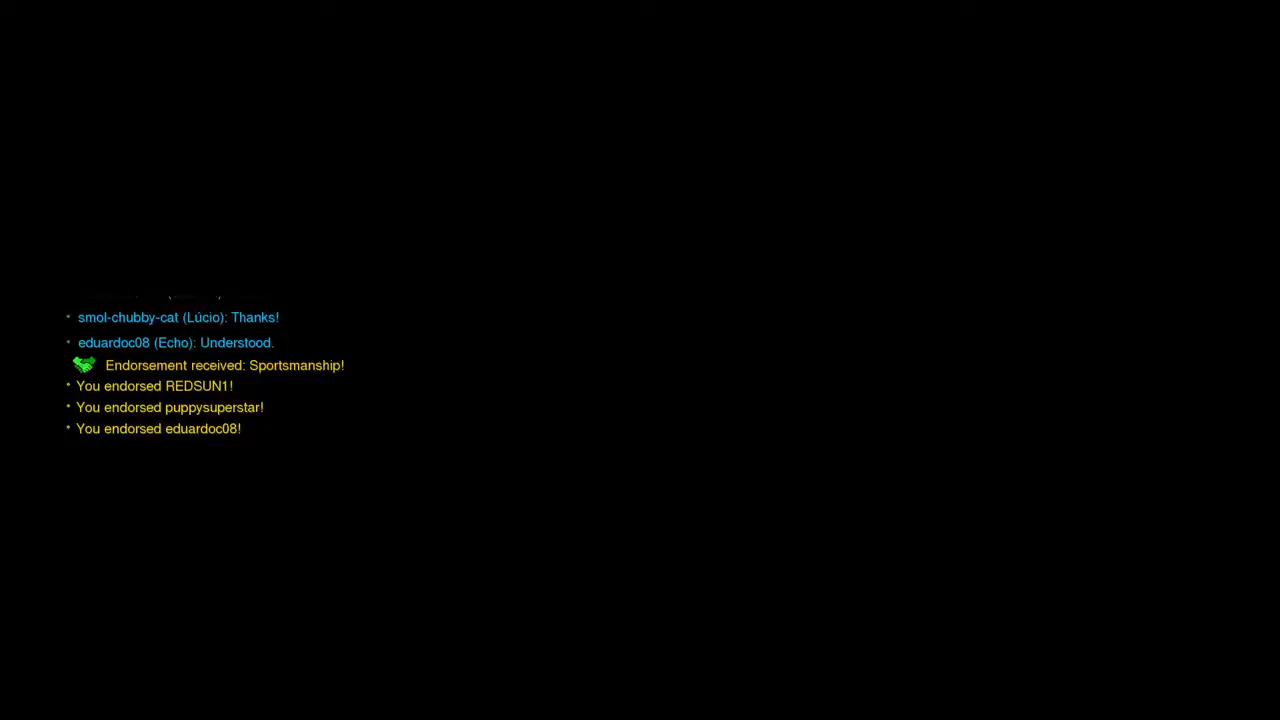 smol-chubby-cat (Lúcio): Thanks!
eduardoc08 (Echo): Understood.
Endorsement received: Sportsmanship!
You endorsed REDSUN1!
You endorsed puppysuperstar!
You endorsed eduardoc08!